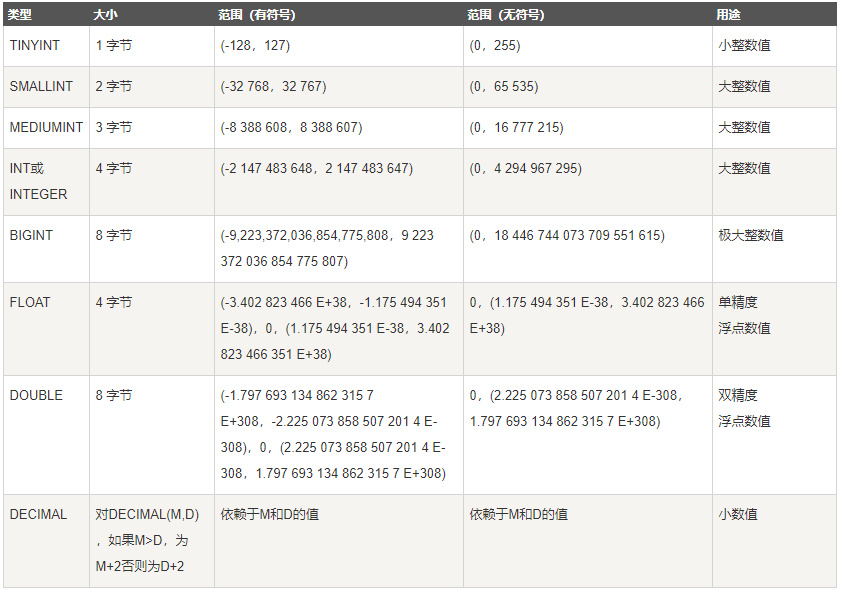 类型 大小 范围（有符号） 范围（无符号） 用途
TINYINT 1 字节 (-128，127) (0，255) 小整数值
SMALLINT 2 字节 (-32 768，32 767) (0，65 535) 大整数值
MEDIUMINT 3 字节 (-8 388 608，8 388 607) (0，16 777 215) 大整数值
INT或 4 字节 (-2 147 483 648，2 147 483 647) (0，4 294 967 295) 大整数值
INTEGER
BIGINT 8 字节 (-9,223,372,036,854,775,808，9 223 (0，18 446 744 073 709 551 615) 极大整数值
372 036 854 775 807)
FLOAT 4 字节 (-3.402 823 466 E+38，-1.175 494 351 0，(1.175 494 351 E-38，3.402 823 466 单精度
E-38)，0，(1.175 494 351 E-38，3.402 E+38) 浮点数值
823 466 351 E+38)
DOUBLE 8 字节 (-1.797 693 134 862 315 7 0，(2.225 073 858 507 201 4 E-308， 双精度
E+308，-2.225 073 858 507 201 4 E- 1.797 693 134 862 315 7 E+308) 浮点数值
308)，0，(2.225 073 858 507 201 4 E-
308，1.797 693 134 862 315 7 E+308)
DECIMAL 对DECIMAL(M,D) 依赖于M和D的值 依赖于M和D的值 小数值
，如果M>D，为
M+2否则为D+2